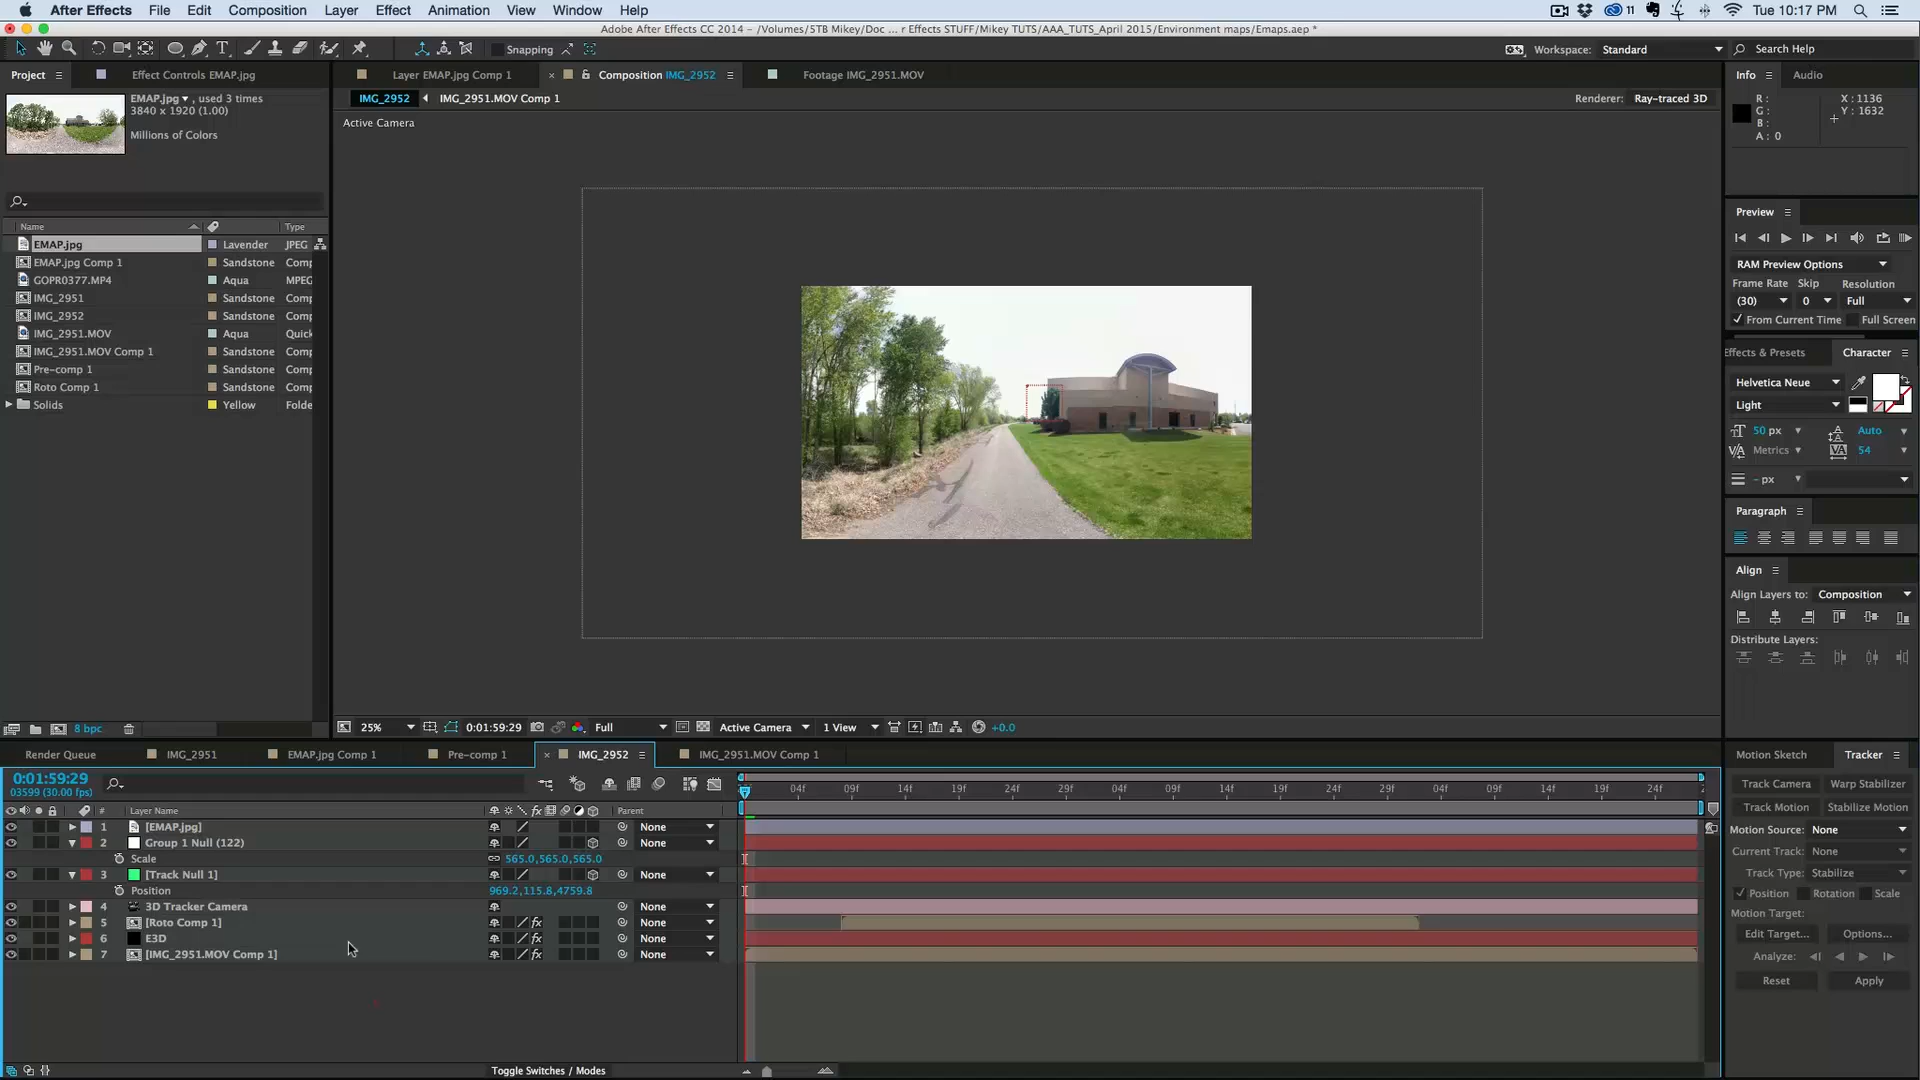 After Effects File Edit Composition Layer Effect Animation View Window Help 11 Tue 10:17 PM
Adobe After Effects CC 2014 - /Volumes/5TB Mikey/Doc ... r Effects STUFF/Mikey TUTS/AAA_TUTS_April 2015/Environment maps/Emaps.aep *
Snapping Workspace: Standard Search Help
Project Effect Controls EMAP.jpg Layer EMAP.jpg Comp 1 Composition IMG_2952 Footage IMG_2951.MOV Info Audio
EMAP.jpg , used 3 times
3840 x 1920 (1.00)
Millions of Colors
IMG_2952 IMG_2951.MOV Comp 1 Renderer: Ray-traced 3D
Active Camera
R : X : 1136
G : Y : 1632
B :
A : 0
Name Type
EMAP.jpg Lavender JPEG
EMAP.jpg Comp 1 Sandstone Comp
GOPR0377.MP4 Aqua MPEG
IMG_2951 Sandstone Comp
IMG_2952 Sandstone Comp
IMG_2951.MOV Aqua Quick
IMG_2951.MOV Comp 1 Sandstone Comp
Pre-comp 1 Sandstone Comp
Roto Comp 1 Sandstone Comp
Solids Yellow Folde
8 bpc
25% 0:01:59:29 Full Active Camera 1 View +0.0
Preview
RAM Preview Options
Frame Rate Skip Resolution
(30) 0 Full
From Current Time Full Screen
Effects & Presets Character
Helvetica Neue
Light
50 px Auto
Metrics 54
- px
Paragraph
Align
Align Layers to: Composition
Distribute Layers:
Render Queue IMG_2951 EMAP.jpg Comp 1 Pre-comp 1 IMG_2952 IMG_2951.MOV Comp 1
0:01:59:29
03599 (30.00 fps)
04f 09f 14f 19f 24f 29f 04f 09f 14f 19f 24f 29f 04f 09f 14f 19f 24f 2
# Layer Name Parent
1 [EMAP.jpg] None
2 Group 1 Null (122) None
Scale 565.0,565.0,565.0
3 [Track Null 1] None
Position 969.2,115.8,4759.8
4 3D Tracker Camera None
5 [Roto Comp 1] None
6 E3D None
7 [IMG_2951.MOV Comp 1] None
Toggle Switches / Modes
Motion Sketch Tracker
Track Camera Warp Stabilizer
Track Motion Stabilize Motion
Motion Source: None
Current Track: None
Track Type: Stabilize
Position Rotation Scale
Motion Target:
Edit Target... Options...
Analyze:
Reset Apply